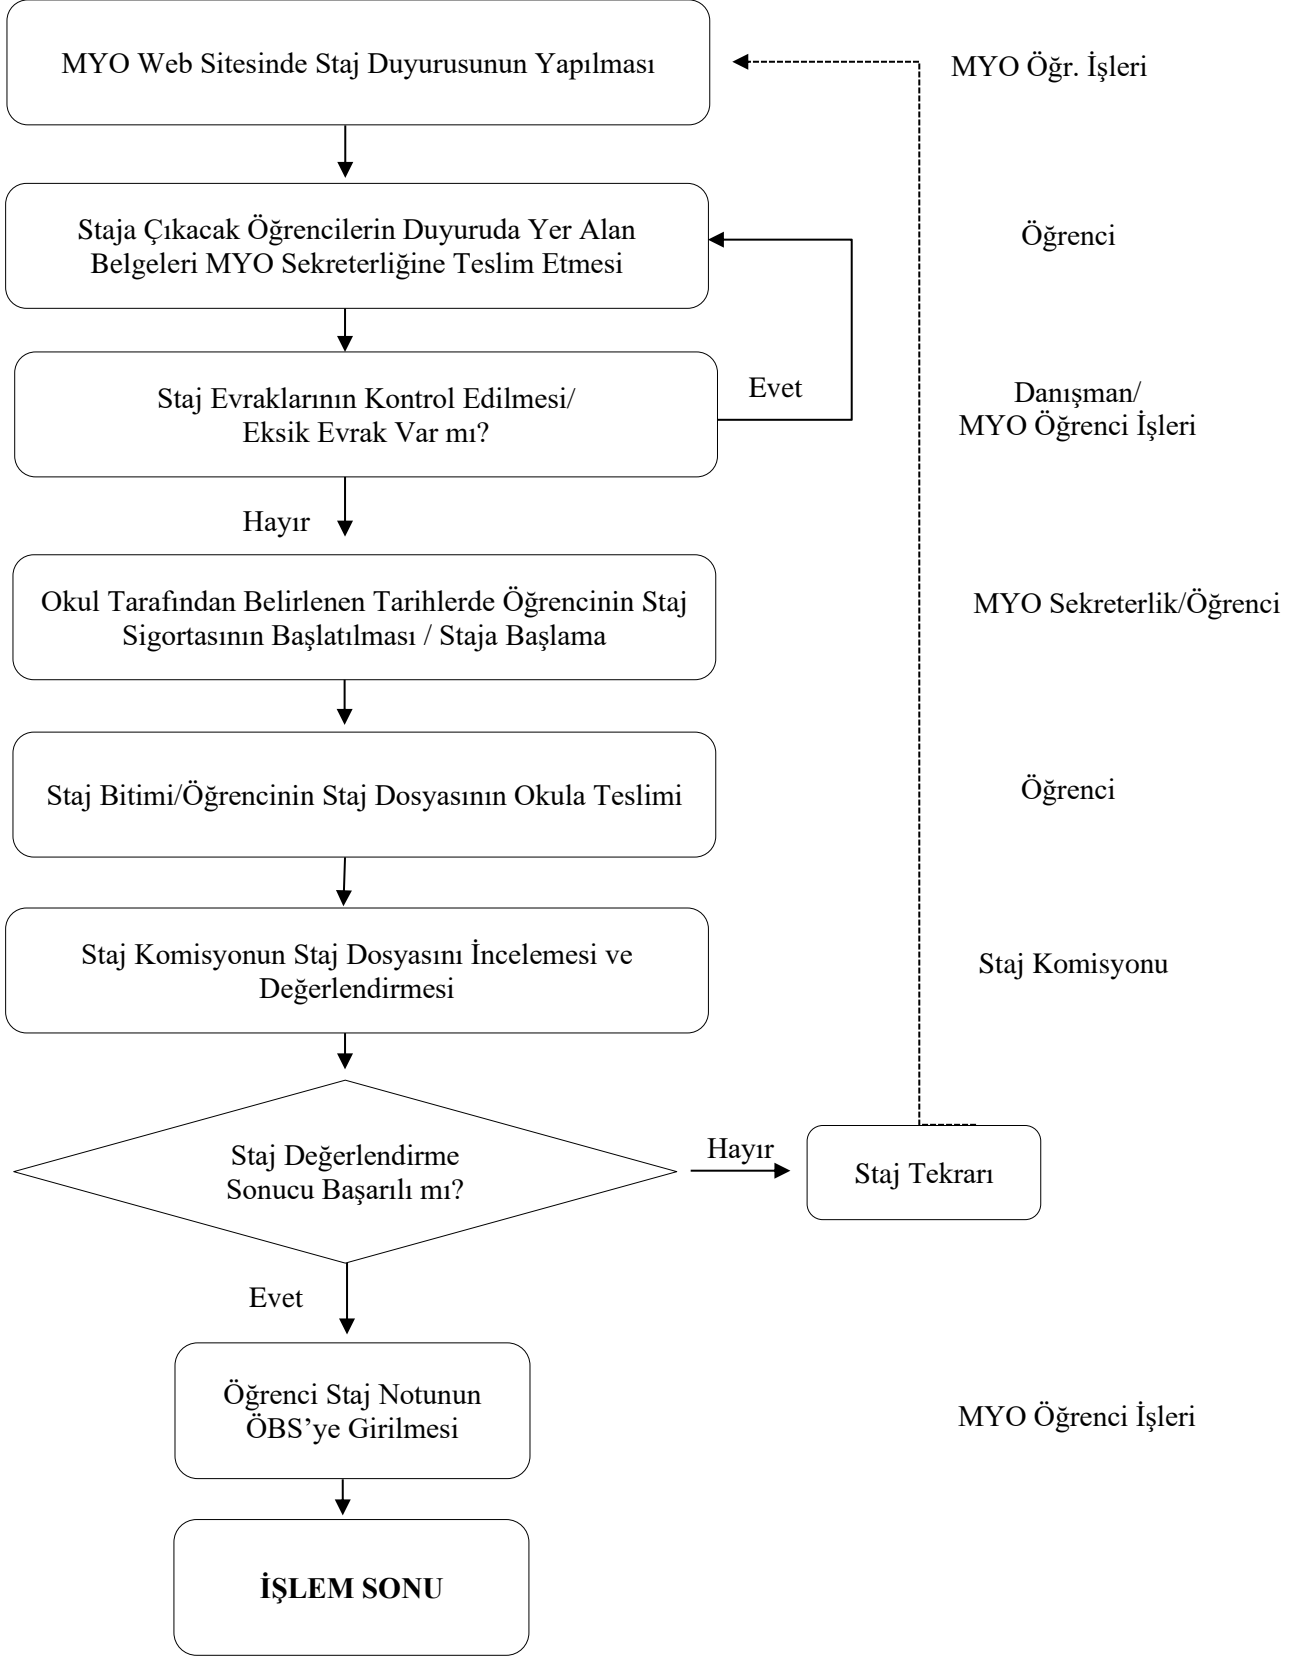 MYO Web Sitesinde Staj Duyurusunun Yapılması
MYO Öğr. İşleri
Staja Çıkacak Öğrencilerin Duyuruda Yer Alan
Belgeleri MYO Sekreterliğine Teslim Etmesi
Öğrenci
Staj Evraklarının Kontrol Edilmesi/
Eksik Evrak Var mı?
Evet
Danışman/
MYO Öğrenci İşleri
Hayır
Okul Tarafından Belirlenen Tarihlerde Öğrencinin Staj
Sigortasının Başlatılması / Staja Başlama
MYO Sekreterlik/Öğrenci
Staj Bitimi/Öğrencinin Staj Dosyasının Okula Teslimi
Öğrenci
Staj Komisyonun Staj Dosyasını İncelemesi ve
Değerlendirmesi
Staj Komisyonu
Staj Değerlendirme
Sonucu Başarılı mı?
Hayır
Staj Tekrarı
Evet
Öğrenci Staj Notunun
ÖBS’ye Girilmesi
MYO Öğrenci İşleri
İŞLEM SONU